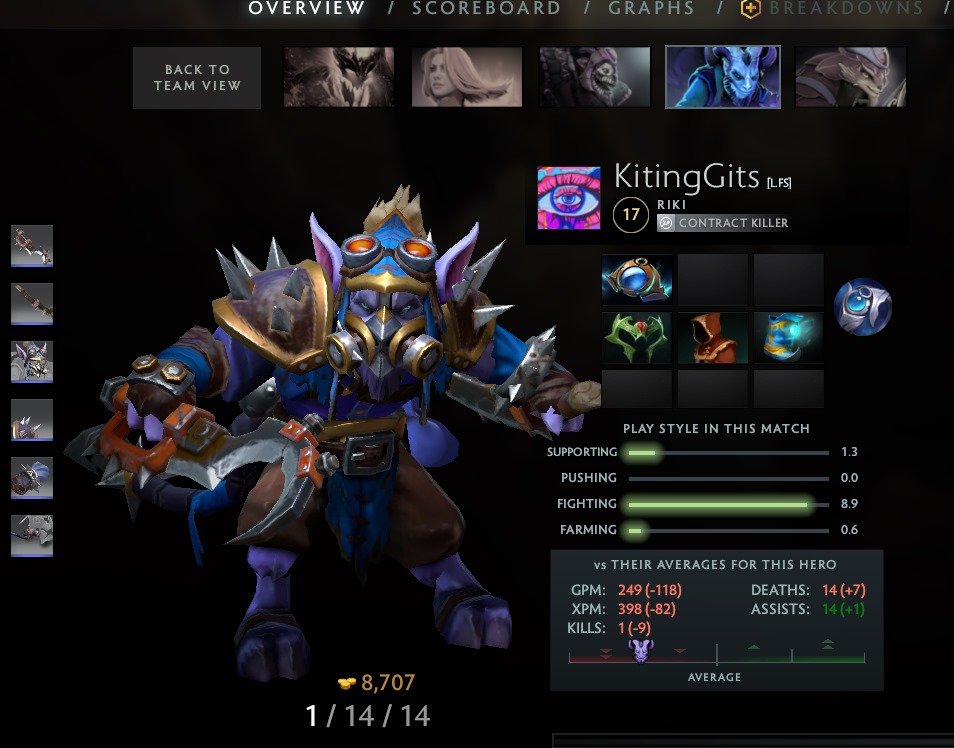 OVERVIEW / SCOREBOARD / GRAPHS / BREAKDOWNS /
BACK TO
TEAM VIEW
KitingGits [L.FS]
17
RIKI
CONTRACT KILLER
PLAY STYLE IN THIS MATCH
SUPPORTING 1.3
PUSHING 0.0
FIGHTING 8.9
FARMING 0.6
vs THEIR AVERAGES FOR THIS HERO
GPM: 249 (-118) DEATHS: 14 (+7)
XPM: 398 (-82) ASSISTS: 14 (+1)
KILLS: 1 (-9)
AVERAGE
8,707
1 / 14 / 14